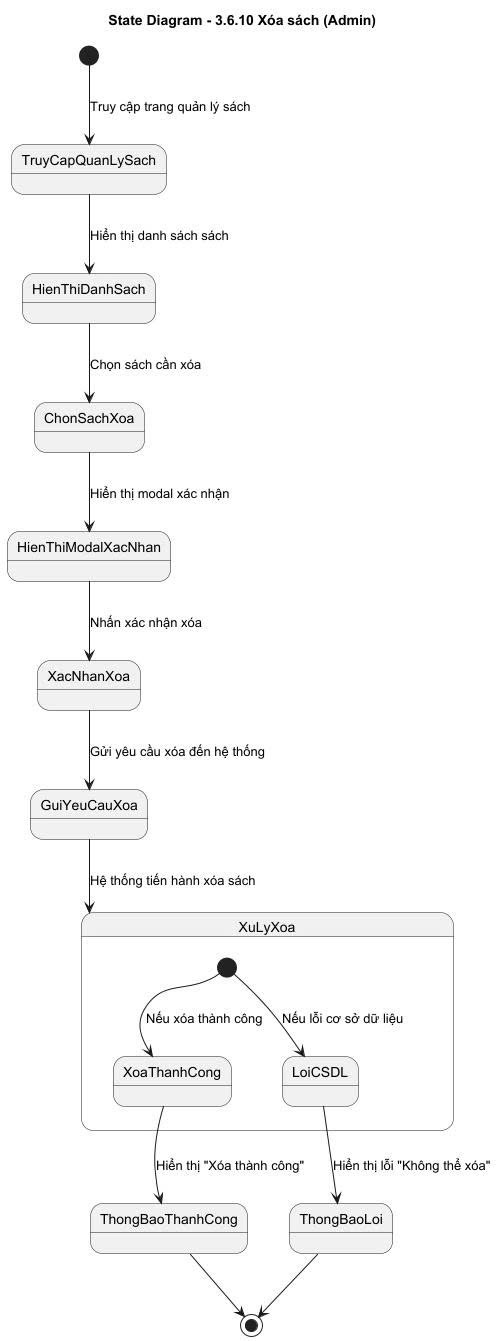 State Diagram - 3.6.10 Xóa sách (Admin)
Truy cập trang quản lý sách
TruyCapQuanLySach
Hiển thị danh sách sách
HienThiDanhSach
Chọn sách cần xóa
ChonSachXoa
Hiển thị modal xác nhận
HienThiModalXacNhan
Nhấn xác nhận xóa
XacNhanXoa
Gửi yêu cầu xóa đến hệ thống
GuiYeuCauXoa
Hệ thống tiến hành xóa sách
XuLyXoa
Nếu xóa thành công
Nếu lỗi cơ sở dữ liệu
XoaThanhCong
LoiCSDL
Hiển thị "Xóa thành công"
Hiển thị lỗi "Không thể xóa"
ThongBaoThanhCong
ThongBaoLoi